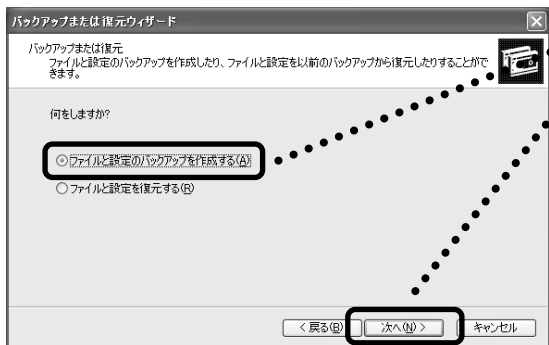 バックアップまたは復元ウィザード
バックアップまたは復元
ファイルと設定のバックアップを作成したり、ファイルと設定を以前のバックアップから復元したりすることがで
きます。
何をしますか?
ファイルと設定のバックアップを作成する(A)
ファイルと設定を復元する(R)
< 戻る(B)
次へ(N) >
キャンセル